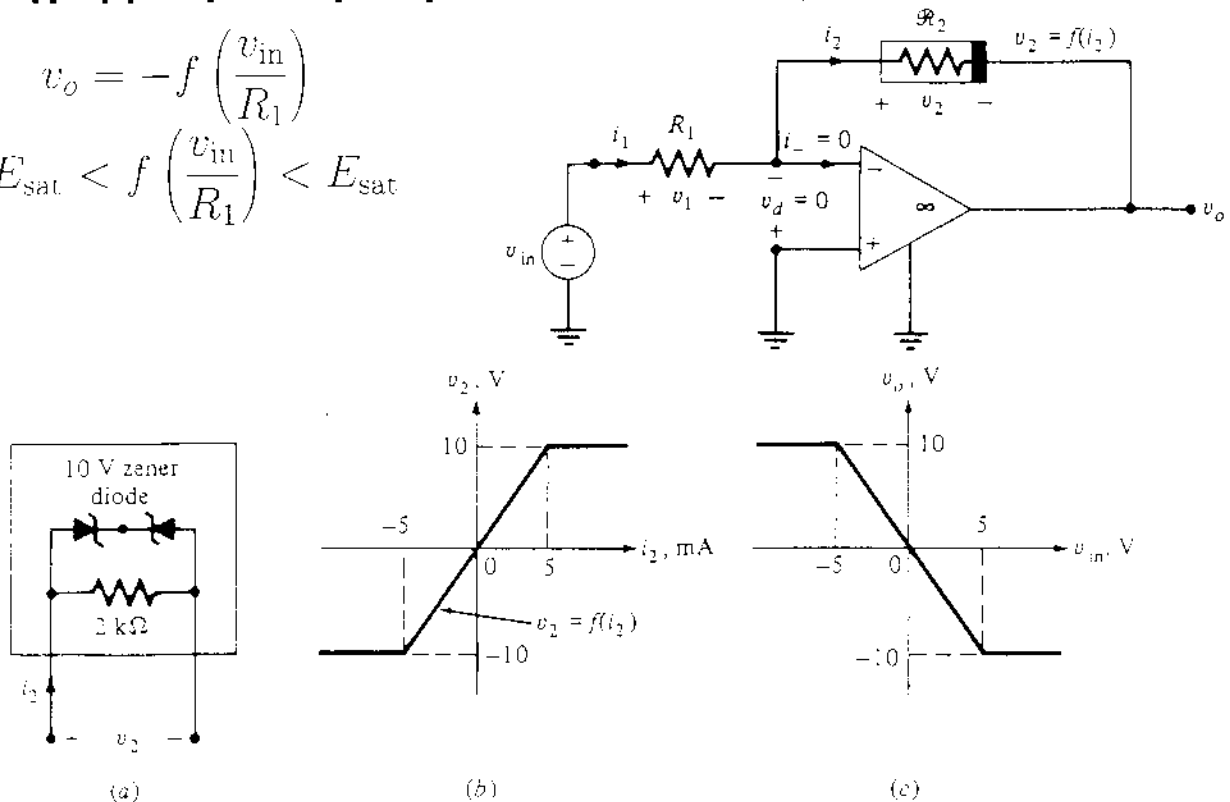 v_o = −f (v_in / R_1)
E_sat < f (v_in / R_1) < E_sat
ℛ_2
i_2
v_2 = f(i_2)
+ v_2 −
i_1
R_1
i_− = 0
+ v_1 −
−
v_d = 0
+
−
+
∞
v_o
v_in
+
−
10 V zener
diode
2 kΩ
i_2
+ v_2 −
(a)
v_2, V
10
−5
0
5
i_2, mA
v_2 = f(i_2)
−10
(b)
v_o, V
10
5
−5
0
v_in, V
−10
(c)